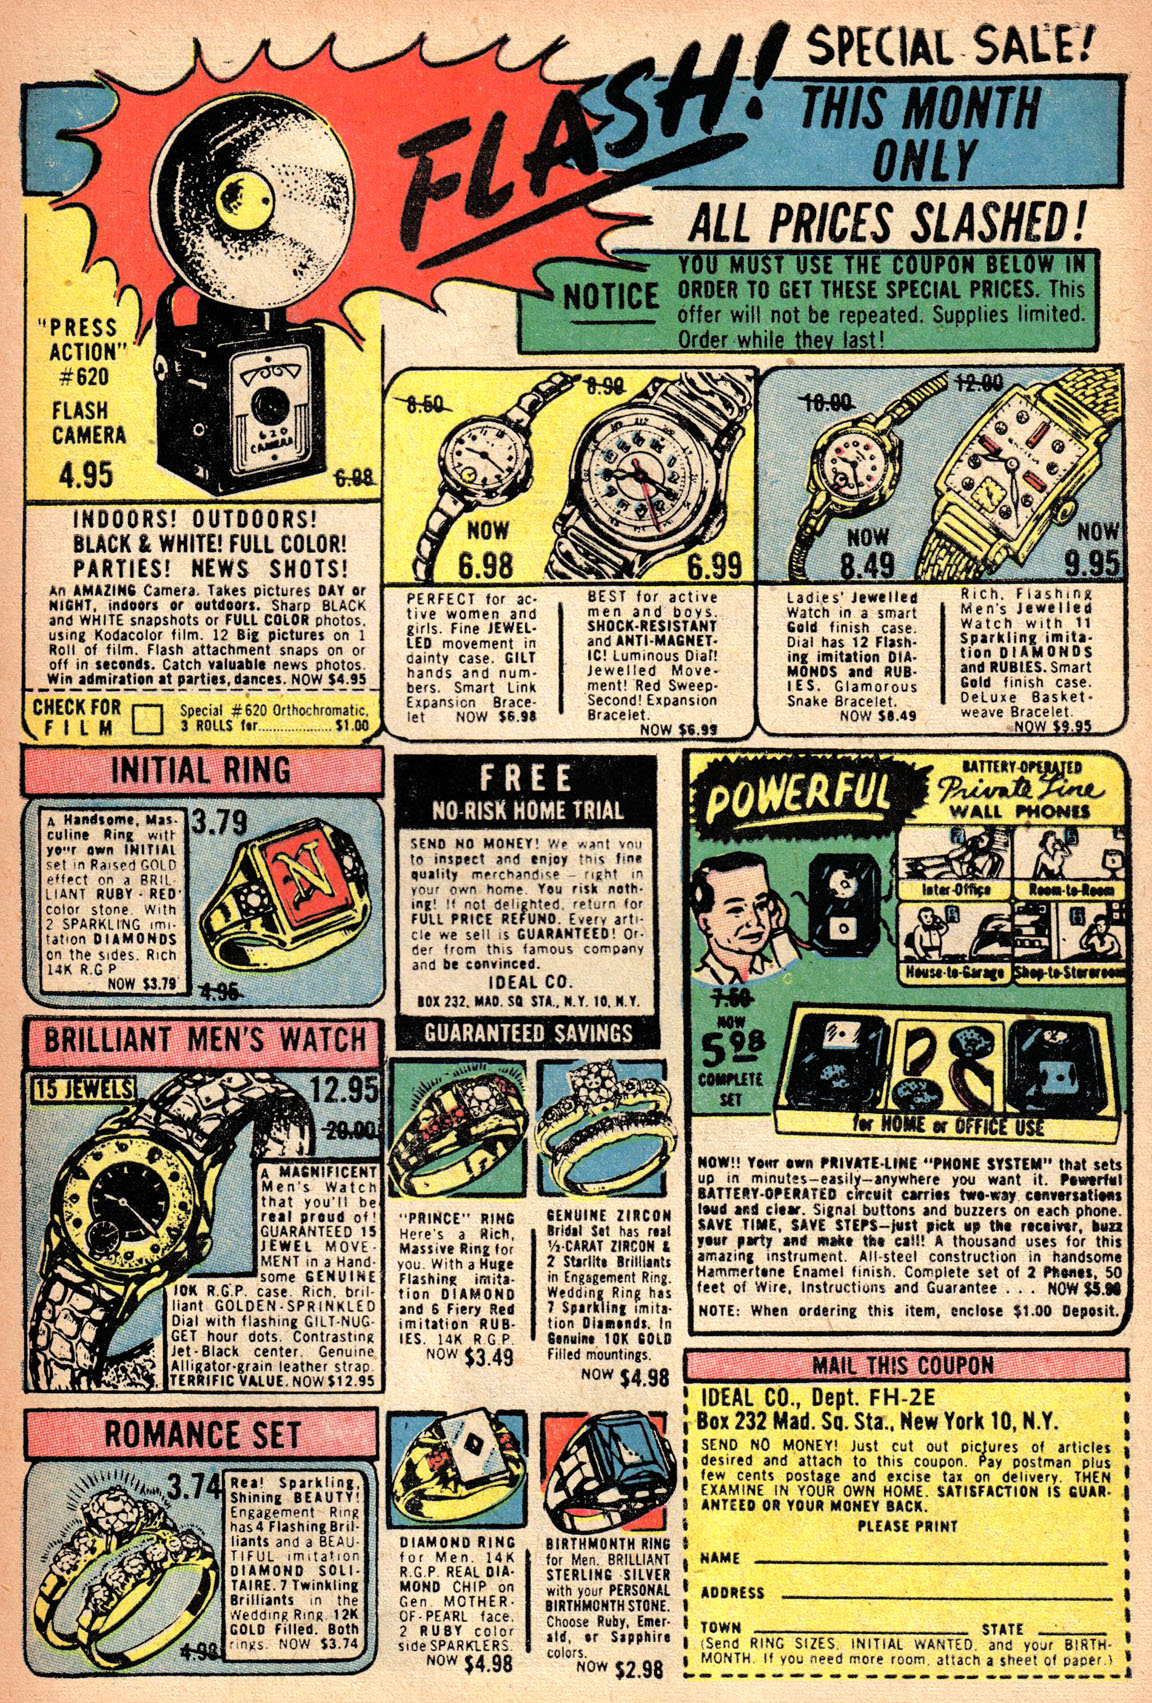 FLASH!
SPECIAL SALE!
THIS MONTH
ONLY
ALL PRICES SLASHED!
NOTICE
YOU MUST USE THE COUPON BELOW IN
ORDER TO GET THESE SPECIAL PRICES. This
offer will not be repeated. Supplies limited.
Order while they last!
"PRESS
ACTION"
#620
FLASH
CAMERA
4.95
6.98
620
CAMERA
INDOORS! OUTDOORS!
BLACK & WHITE! FULL COLOR!
PARTIES! NEWS SHOTS!
An AMAZING Camera. Takes pictures DAY or
NIGHT, indoors or outdoors. Sharp BLACK
and WHITE snapshots or FULL COLOR photos,
using Kodacolor film. 12 Big pictures on 1
Roll of film. Flash attachment snaps on or
off in seconds. Catch valuable news photos.
Win admiration at parties, dances. NOW $4.95
CHECK FOR
FILM
Special #620 Orthochromatic,
3 ROLLS for..................$1.00
8.50
NOW
6.98
PERFECT for ac-
tive women and
girls. Fine JEWEL-
LED movement in
dainty case. GILT
hands and num-
bers. Smart Link
Expansion Brace-
let NOW $6.98
8.90
6.99
BEST for active
men and boys.
SHOCK-RESISTANT
and ANTI-MAGNET-
IC! Luminous Dial!
Jewelled Move-
ment! Red Sweep-
Second! Expansion
Bracelet.
NOW $6.99
10.00
NOW
8.49
Ladies' Jewelled
Watch in a smart
Gold finish case.
Dial has 12 Flash-
ing imitation DIA-
MONDS and RUB-
IES. Glamorous
Snake Bracelet.
NOW $8.49
12.00
NOW
9.95
Rich, Flashing
Men's Jewelled
Watch with 11
Sparkling imita-
tion DIAMONDS
and RUBIES. Smart
Gold finish case.
DeLuxe Basket-
weave Bracelet.
NOW $9.95
INITIAL RING
A Handsome, Mas-
culine Ring with
your own INITIAL
set in Raised GOLD
effect on a BRIL-
LIANT RUBY-RED
color stone. With
2 SPARKLING imi-
tation DIAMONDS
on the sides. Rich
14K R.G.P
NOW $3.79
3.79
N
4.95
FREE
NO-RISK HOME TRIAL
SEND NO MONEY! We want you
to inspect and enjoy this fine
quality merchandise - right in
your own home. You risk noth-
ing! If not delighted, return for
FULL PRICE REFUND. Every arti-
cle we sell is GUARANTEED! Or-
der from this famous company
and be convinced.
IDEAL CO.
BOX 232, MAD. SQ STA., N.Y. 10, N.Y.
GUARANTEED SAVINGS
POWERFUL
BATTERY-OPERATED
Private Line
WALL PHONES
Inter-Office
Room-to-Room
House-to-Garage
Shop-to-Storeroom
7.50
NOW
5.98
COMPLETE
SET
for HOME or OFFICE USE
NOW!! Your own PRIVATE-LINE "PHONE SYSTEM" that sets
up in minutes—easily—anywhere you want it. Powerful
BATTERY-OPERATED circuit carries two-way conversations
loud and clear. Signal buttons and buzzers on each phone.
SAVE TIME, SAVE STEPS—just pick up the receiver, buzz
your party and make the call! A thousand uses for this
amazing instrument. All-steel construction in handsome
Hammertone Enamel finish. Complete set of 2 Phones, 50
feet of Wire, Instructions and Guarantee . . . NOW $5.98
NOTE: When ordering this item, enclose $1.00 Deposit.
BRILLIANT MEN'S WATCH
15 JEWELS
12.95
20.00
A MAGNIFICENT
Men's Watch
that you'll be
real proud of!
GUARANTEED 15
JEWEL MOVE-
MENT in a Hand-
some GENUINE
10K R.G.P. case. Rich, bril-
liant GOLDEN-SPRINKLED
Dial with flashing GILT-NUG-
GET hour dots. Contrasting
Jet-Black center. Genuine
Alligator-grain leather strap.
TERRIFIC VALUE. NOW $12.95
"PRINCE" RING
Here's a Rich,
Massive Ring for
you. With a Huge
Flashing imita-
tion DIAMOND
and 6 Fiery Red
imitation RUB-
IES. 14K R.G.P.
NOW $3.49
GENUINE ZIRCON
Bridal Set has real
½-CARAT ZIRCON &
2 Starlite Brilliants
in Engagement Ring.
Wedding Ring has
7 Sparkling imita-
tion Diamonds. In
Genuine 10K GOLD
Filled mountings.
NOW $4.98
ROMANCE SET
3.74
4.98
Real Sparkling,
Shining BEAUTY!
Engagement Ring
has 4 Flashing Bril-
liants and a BEAU-
TIFUL imitation
DIAMOND SOLI-
TAIRE. 7 Twinkling
Brilliants in the
Wedding Ring. 12K
GOLD Filled. Both
rings. NOW $3.74
DIAMOND RING
for Men. 14K
R.G.P. REAL DIA-
MOND CHIP on
Gen. MOTHER-
OF-PEARL face.
2 RUBY color
side SPARKLERS.
NOW $4.98
BIRTHMONTH RING
for Men. BRILLIANT
STERLING SILVER
with your PERSONAL
BIRTHMONTH STONE.
Choose Ruby, Emer-
ald, or Sapphire
colors.
NOW $2.98
MAIL THIS COUPON
IDEAL CO., Dept. FH-2E
Box 232 Mad. Sq. Sta., New York 10, N.Y.
SEND NO MONEY! Just cut out pictures of articles
desired and attach to this coupon. Pay postman plus
few cents postage and excise tax on delivery. THEN
EXAMINE IN YOUR OWN HOME. SATISFACTION IS GUAR-
ANTEED OR YOUR MONEY BACK.
PLEASE PRINT
NAME
ADDRESS
TOWN STATE
(Send RING SIZES, INITIAL WANTED, and your BIRTH-
MONTH. If you need more room, attach a sheet of paper.)